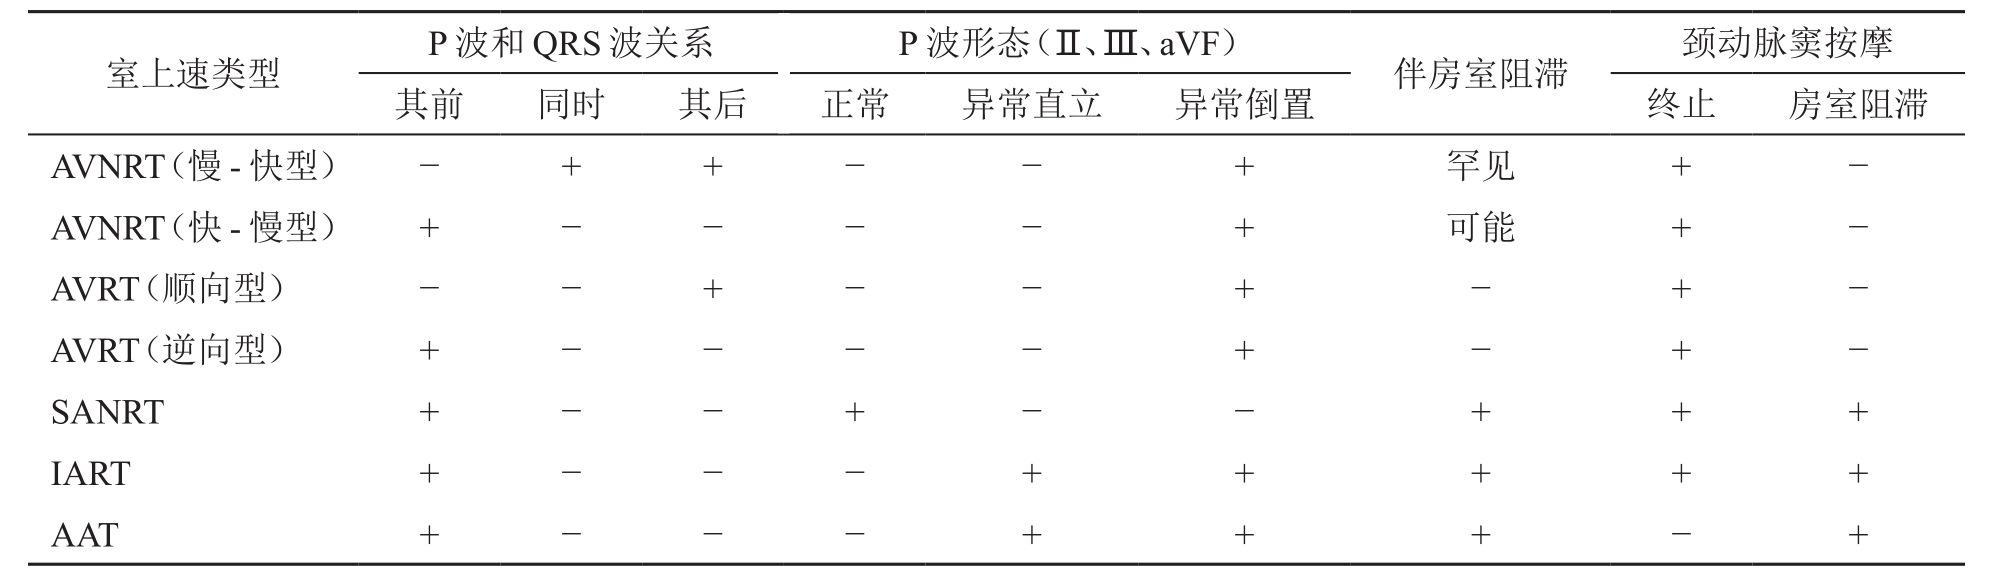 室上速类型 P 波和 QRS 波关系 P 波形态（Ⅱ、Ⅲ、aVF） 伴房室阻滞 颈动脉窦按摩
其前 同时 其后 正常 异常直立 异常倒置 终止 房室阻滞
AVNRT（慢 - 快型） − + + − − + 罕见 + −
AVNRT（快 - 慢型） + − − − − + 可能 + −
AVRT（顺向型） − − + − − + − + −
AVRT（逆向型） + − − − − + − + −
SANRT + − − + − − + + +
IART + − − − + + + + +
AAT + − − − + + + − +